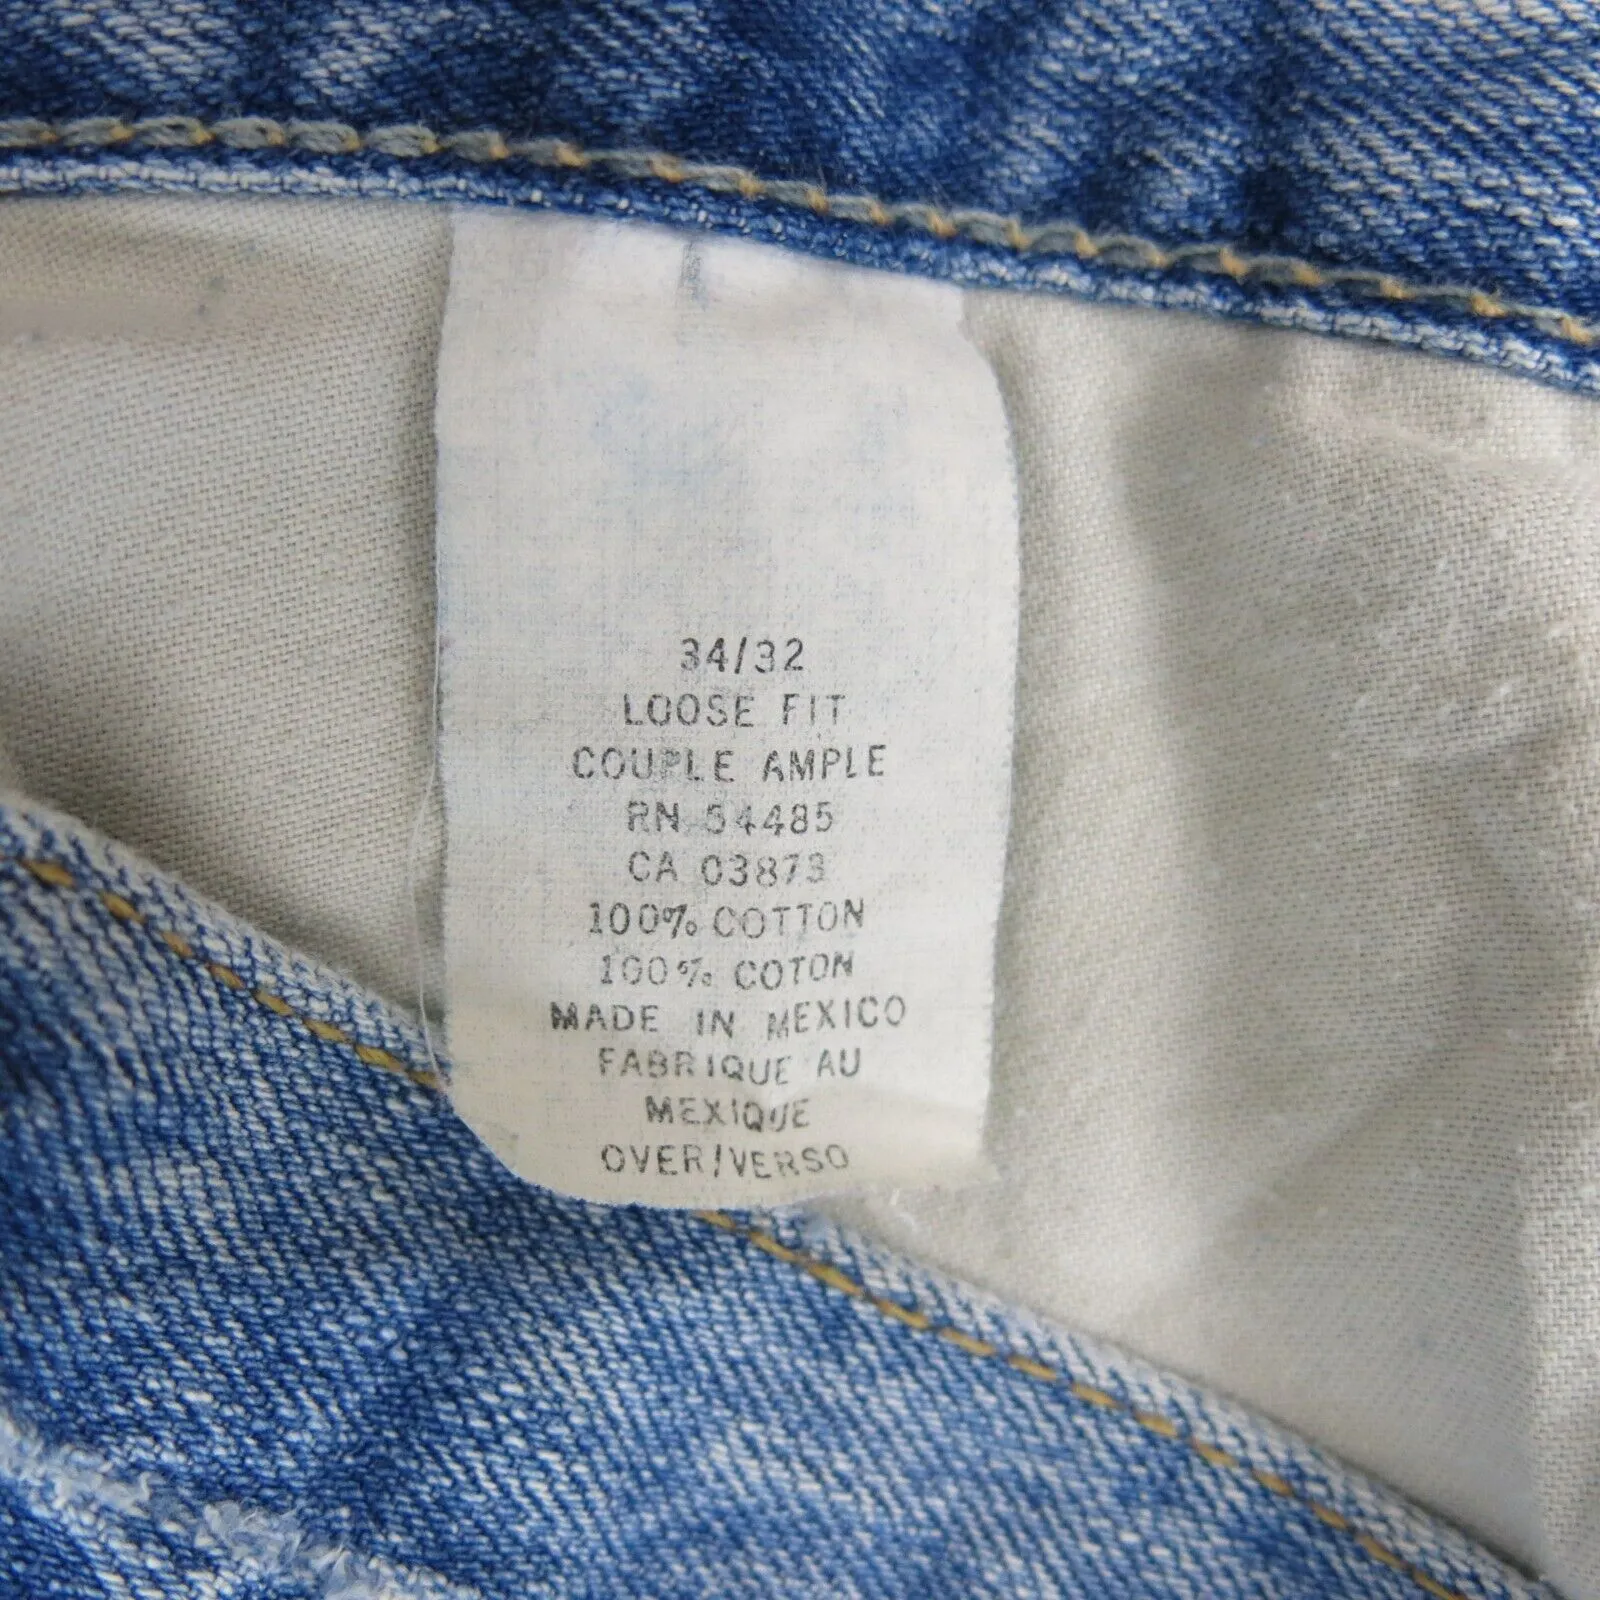 34/32
LOOSE FIT
COUPLE AMPLE
RN 54485
CA 03873
100% COTTON
100% COTON
MADE IN MEXICO
FABRIQUE AU
MEXIQUE
OVER/VERSO